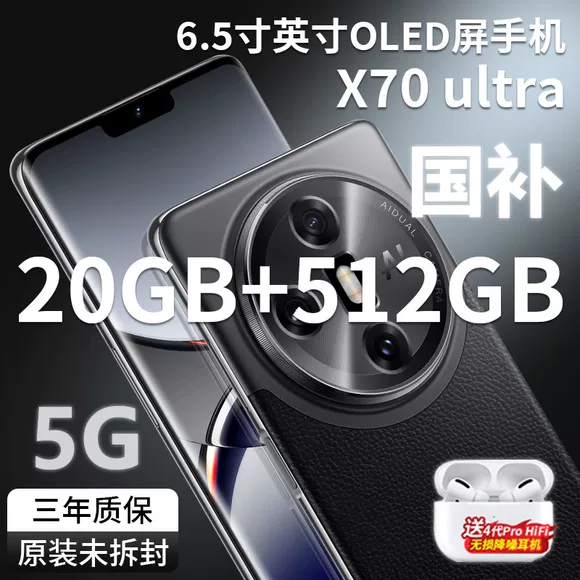 6.5寸英寸OLED屏手机
X70 ultra
国补
AIDUAL
AI
CAMERA
20GB+512GB
5G
三年质保
原装未拆封
送4代Pro HiFi
无损降噪耳机